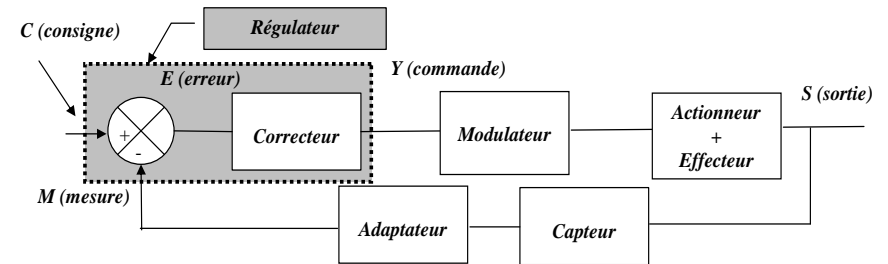 C (consigne)
Régulateur
E (erreur)
Y (commande)
S (sortie)
+
-
Correcteur
Modulateur
Actionneur
+
Effecteur
M (mesure)
Adaptateur
Capteur